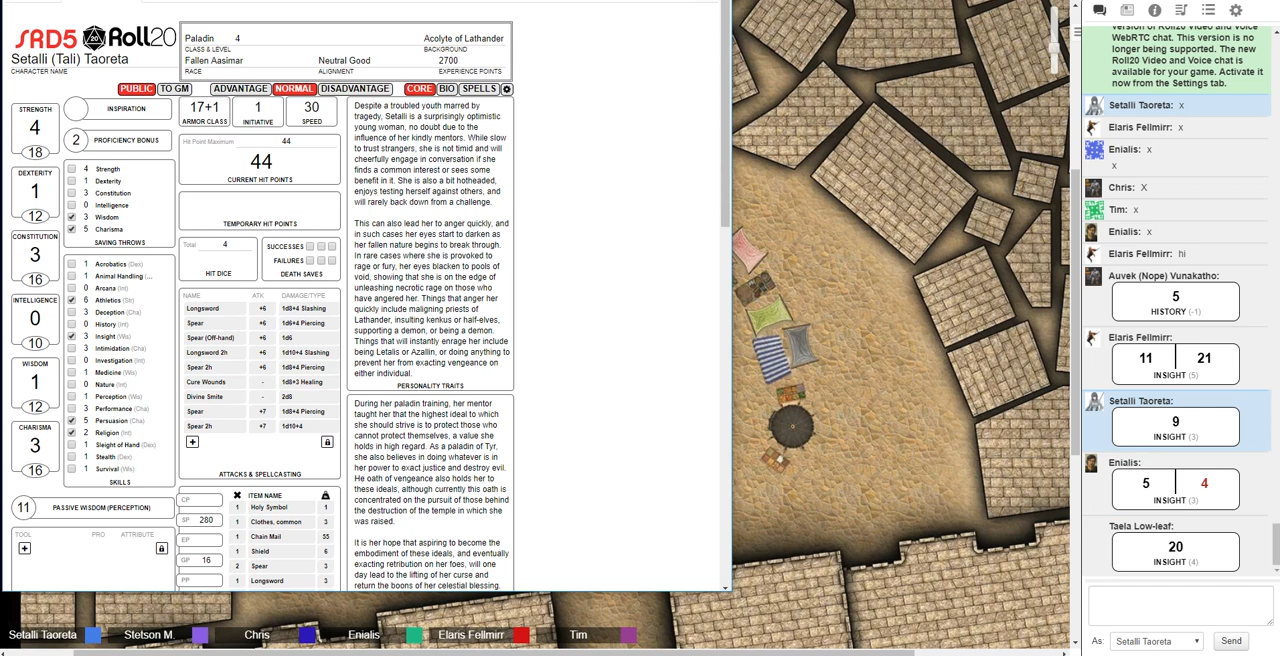 SRD5 Roll20
Setalli (Tali) Taoreta
CHARACTER NAME
Paladin 4 Acolyte of Lathander
CLASS & LEVEL BACKGROUND
Fallen Aasimar Neutral Good 2700
RACE ALIGNMENT EXPERIENCE POINTS
PUBLIC TO GM ADVANTAGE NORMAL DISADVANTAGE CORE BIO SPELLS
STRENGTH
4
18
DEXTERITY
1
12
CONSTITUTION
3
16
INTELLIGENCE
0
10
WISDOM
1
12
CHARISMA
3
16
INSPIRATION
2 PROFICIENCY BONUS
4 Strength
1 Dexterity
3 Constitution
0 Intelligence
3 Wisdom
5 Charisma
SAVING THROWS
1 Acrobatics (Dex)
1 Animal Handling (...
0 Arcana (Int)
6 Athletics (Str)
3 Deception (Cha)
0 History (Int)
3 Insight (Wis)
3 Intimidation (Cha)
0 Investigation (Int)
1 Medicine (Wis)
0 Nature (Int)
1 Perception (Wis)
3 Performance (Cha)
5 Persuasion (Cha)
2 Religion (Int)
1 Sleight of Hand (Dex)
1 Stealth (Dex)
1 Survival (Wis)
SKILLS
11 PASSIVE WISDOM (PERCEPTION)
TOOL PRO ATTRIBUTE
17+1 1 30
ARMOR CLASS INITIATIVE SPEED
Hit Point Maximum 44
44
CURRENT HIT POINTS
TEMPORARY HIT POINTS
Total 4
HIT DICE
SUCCESSES
FAILURES
DEATH SAVES
NAME ATK DAMAGE/TYPE
Longsword +6 1d8+4 Slashing
Spear +6 1d6+4 Piercing
Spear (Off-hand) +6 1d6
Longsword 2h +6 1d10+4 Slashing
Spear 2h +6 1d8+4 Piercing
Cure Wounds - 1d8+3 Healing
Divine Smite - 2d8
Spear +7 1d8+4 Piercing
Spear 2h +7 1d10+4
ATTACKS & SPELLCASTING
CP
SP 280
EP
GP 16
PP
ITEM NAME
1 Holy Symbol 1
1 Clothes, common 3
1 Chain Mail 55
1 Shield 6
2 Spear 3
1 Longsword 3
Despite a troubled youth marred by
tragedy, Setalli is a surprisingly optimistic
young woman, no doubt due to the
influence of her kindly mentors. While slow
to trust strangers, she is not timid and will
cheerfully engage in conversation if she
finds a common interest or sees some
benefit in it. She is also a bit hotheaded,
enjoys testing herself against others, and
will rarely back down from a challenge.
This can also lead her to anger quickly, and
in such cases her eyes start to darken as
her fallen nature begins to break through.
In rare cases where she is provoked to
rage or fury, her eyes blacken to pools of
void, showing that she is on the edge of
unleashing necrotic rage on those who
have angered her. Things that anger her
quickly include maligning priests of
Lathander, insulting kenkus or half-elves,
supporting a demon, or being a demon.
Things that will instantly enrage her include
being Letalis or Azallin, or doing anything to
prevent her from exacting vengeance on
either individual.
PERSONALITY TRAITS
During her paladin training, her mentor
taught her that the highest ideal to which
she should strive is to protect those who
cannot protect themselves, a value she
holds in high regard. As a paladin of Tyr,
she also believes in doing whatever is in
her power to exact justice and destroy evil.
He oath of vengeance also holds her to
these ideals, although currently this oath is
concentrated on the pursuit of those behind
the destruction of the temple in which she
was raised.
It is her hope that aspiring to become the
embodiment of these ideals, and eventually
exacting retribution on her foes, will one
day lead to the lifting of her curse and
return the boons of her celestial blessing.
Setalli Taoreta Stetson M. Chris Enialis Elaris Fellmirr Tim
version of Roll20 Video and Voice
WebRTC chat. This version is no
longer being supported. The new
Roll20 Video and Voice chat is
available for your game. Activate it
now from the Settings tab.
Setalli Taoreta: x
Elaris Fellmirr: x
Enialis: x
x
Chris: X
Tim: x
Enialis: x
Elaris Fellmirr: hi
Auvek (Nope) Vunakatho:
5
HISTORY (-1)
Elaris Fellmirr:
11 21
INSIGHT (5)
Setalli Taoreta:
9
INSIGHT (3)
Enialis:
5 4
INSIGHT (3)
Taela Low-leaf:
20
INSIGHT (4)
As: Setalli Taoreta Send